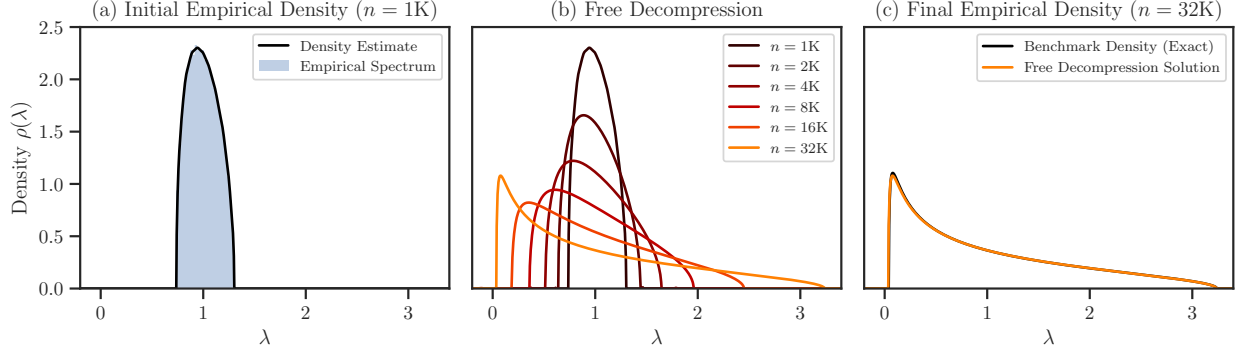 (a) Initial Empirical Density (n = 1K)
Density ρ(λ)
2.5
2.0
1.5
1.0
0.5
0.0
0
1
2
3
λ
Density Estimate
Empirical Spectrum
(b) Free Decompression
n = 1K
n = 2K
n = 4K
n = 8K
n = 16K
n = 32K
0
1
2
3
λ
(c) Final Empirical Density (n = 32K)
Benchmark Density (Exact)
Free Decompression Solution
0
1
2
3
λ